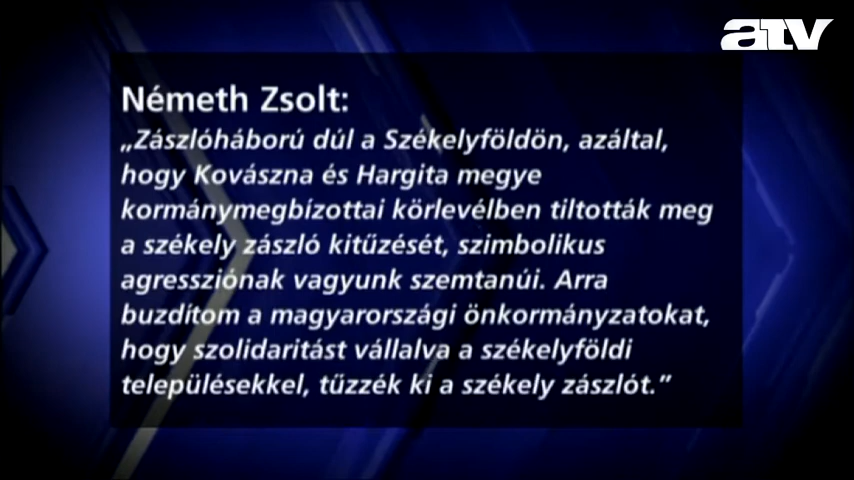 atv
Németh Zsolt:
„Zászlóháború dúl a Székelyföldön, azáltal,
hogy Kovászna és Hargita megye
kormánymegbízottai körlevélben tiltották meg
a székely zászló kitűzését, szimbolikus
agressziónak vagyunk szemtanúi. Arra
buzdítom a magyarországi önkormányzatokat,
hogy szolidaritást vállalva a székelyföldi
településekkel, tűzzék ki a székely zászlót.”